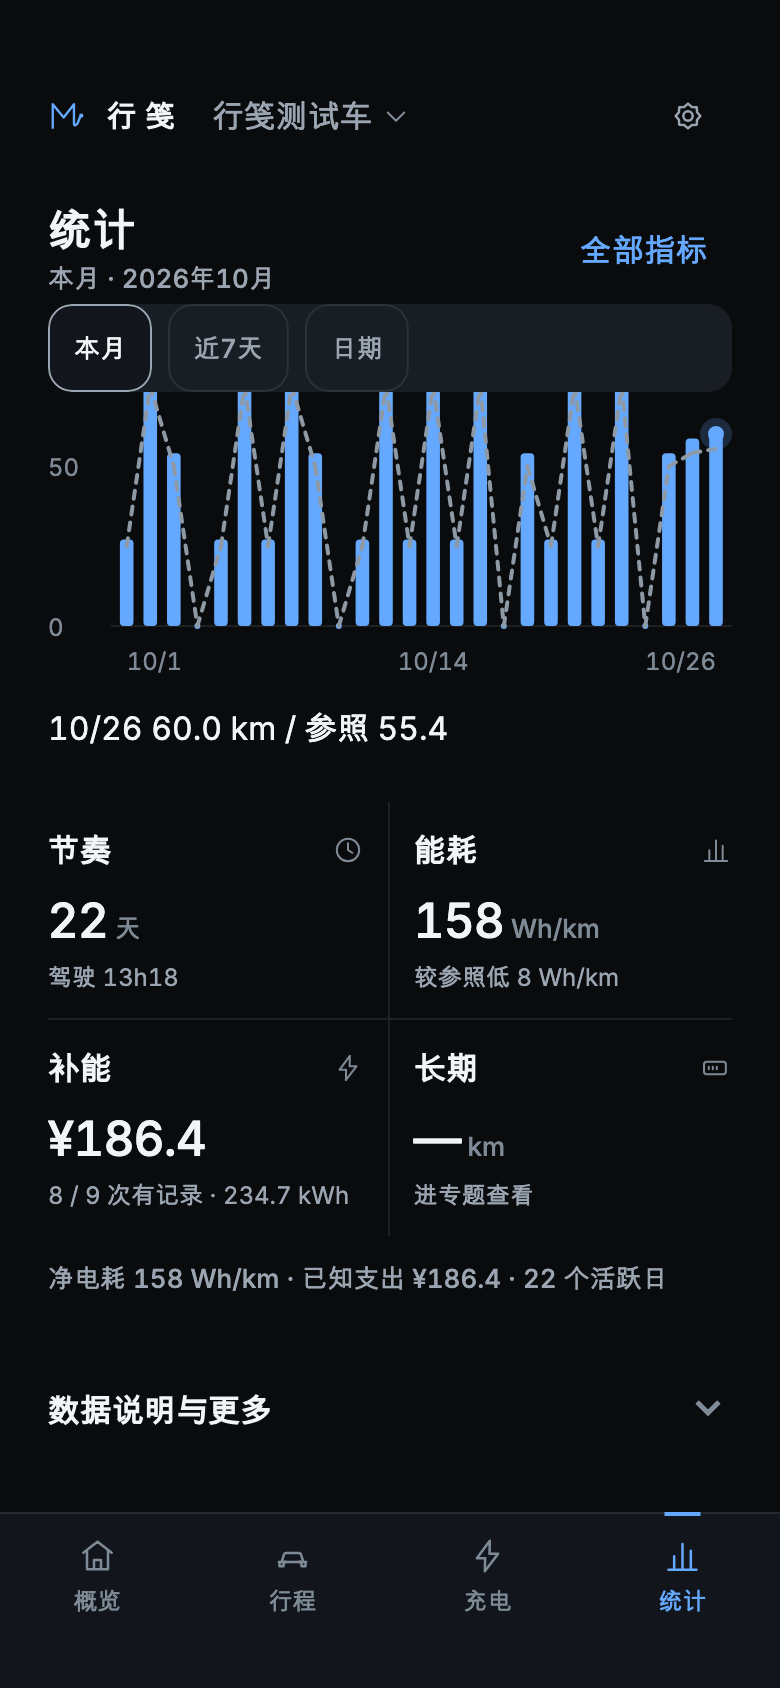 行 笺 行笺测试车
统计
全部指标
本月 · 2026年10月
本月 近7天 日期
50
0
10/1 10/14 10/26
10/26 60.0 km / 参照 55.4
节奏
22 天
驾驶 13h18
能耗
158 Wh/km
较参照低 8 Wh/km
补能
¥186.4
8 / 9 次有记录 · 234.7 kWh
长期
— km
进专题查看
净电耗 158 Wh/km · 已知支出 ¥186.4 · 22 个活跃日
数据说明与更多
概览 行程 充电 统计